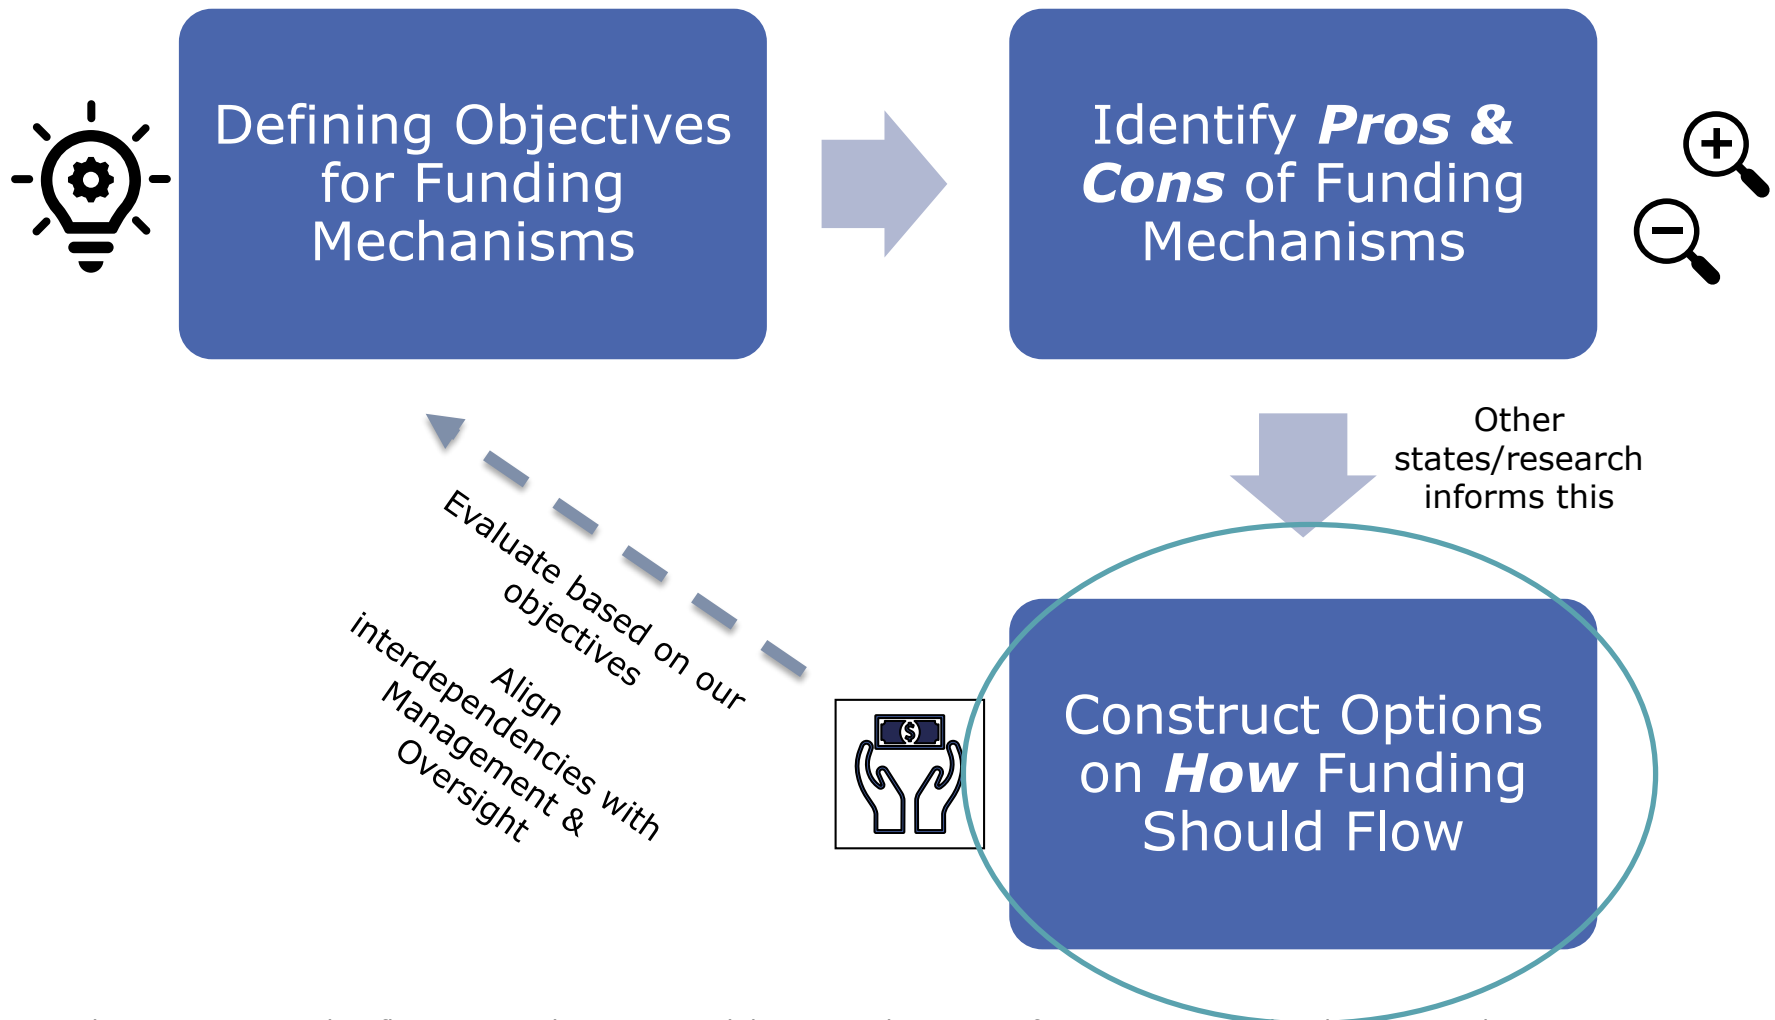 Defining Objectives
for Funding
Mechanisms
Identify Pros &
Cons of Funding
Mechanisms
Other
states/research
informs this
Evaluate based on our
objectives
Align
interdependencies with
Management &
Oversight
$
Construct Options
on How Funding
Should Flow